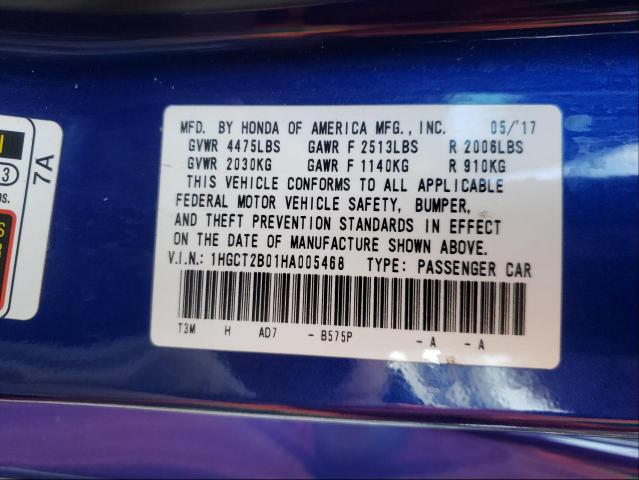 MFD. BY HONDA OF AMERICA MFG., INC. 05/'17
GVWR 4475LBS GAWR F 2513LBS R 2006LBS
GVWR 2030KG GAWR F 1140KG R 910KG
THIS VEHICLE CONFORMS TO ALL APPLICABLE
FEDERAL MOTOR VEHICLE SAFETY, BUMPER,
AND THEFT PREVENTION STANDARDS IN EFFECT
ON THE DATE OF MANUFACTURE SHOWN ABOVE.
V.I.N.: 1HGCT2B01HA005468 TYPE: PASSENGER CAR
T3M H AD7 - B575P - A - A
7A
3